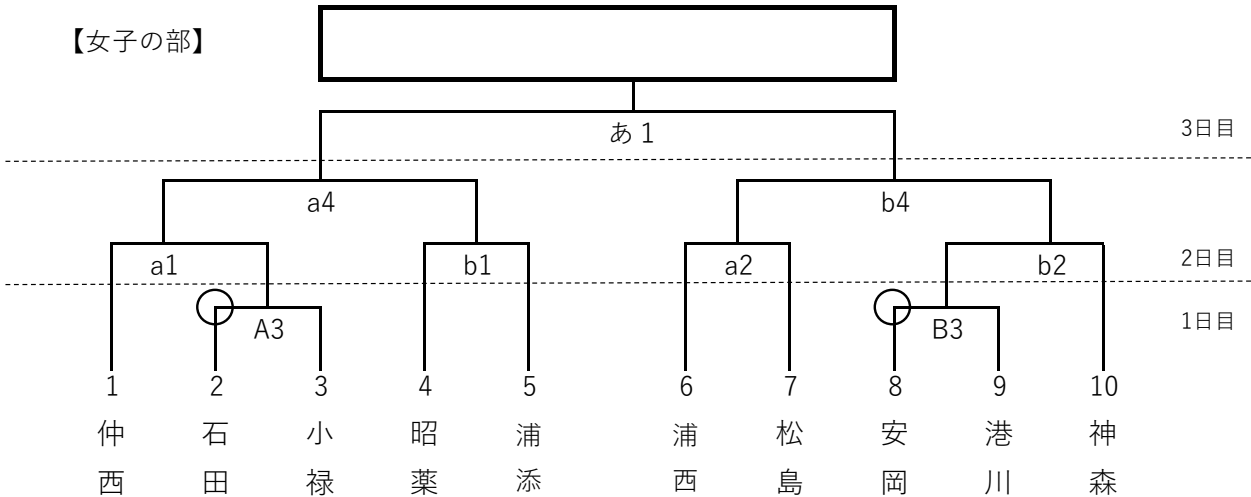 【女子の部】
あ 1
3日目
a4
b4
a1
b1
a2
b2
2日目
A3
B3
1日目
1 2 3 4 5 6 7 8 9 10
仲西
石田
小禄
昭薬
浦添
浦西
松島
安岡
港川
神森